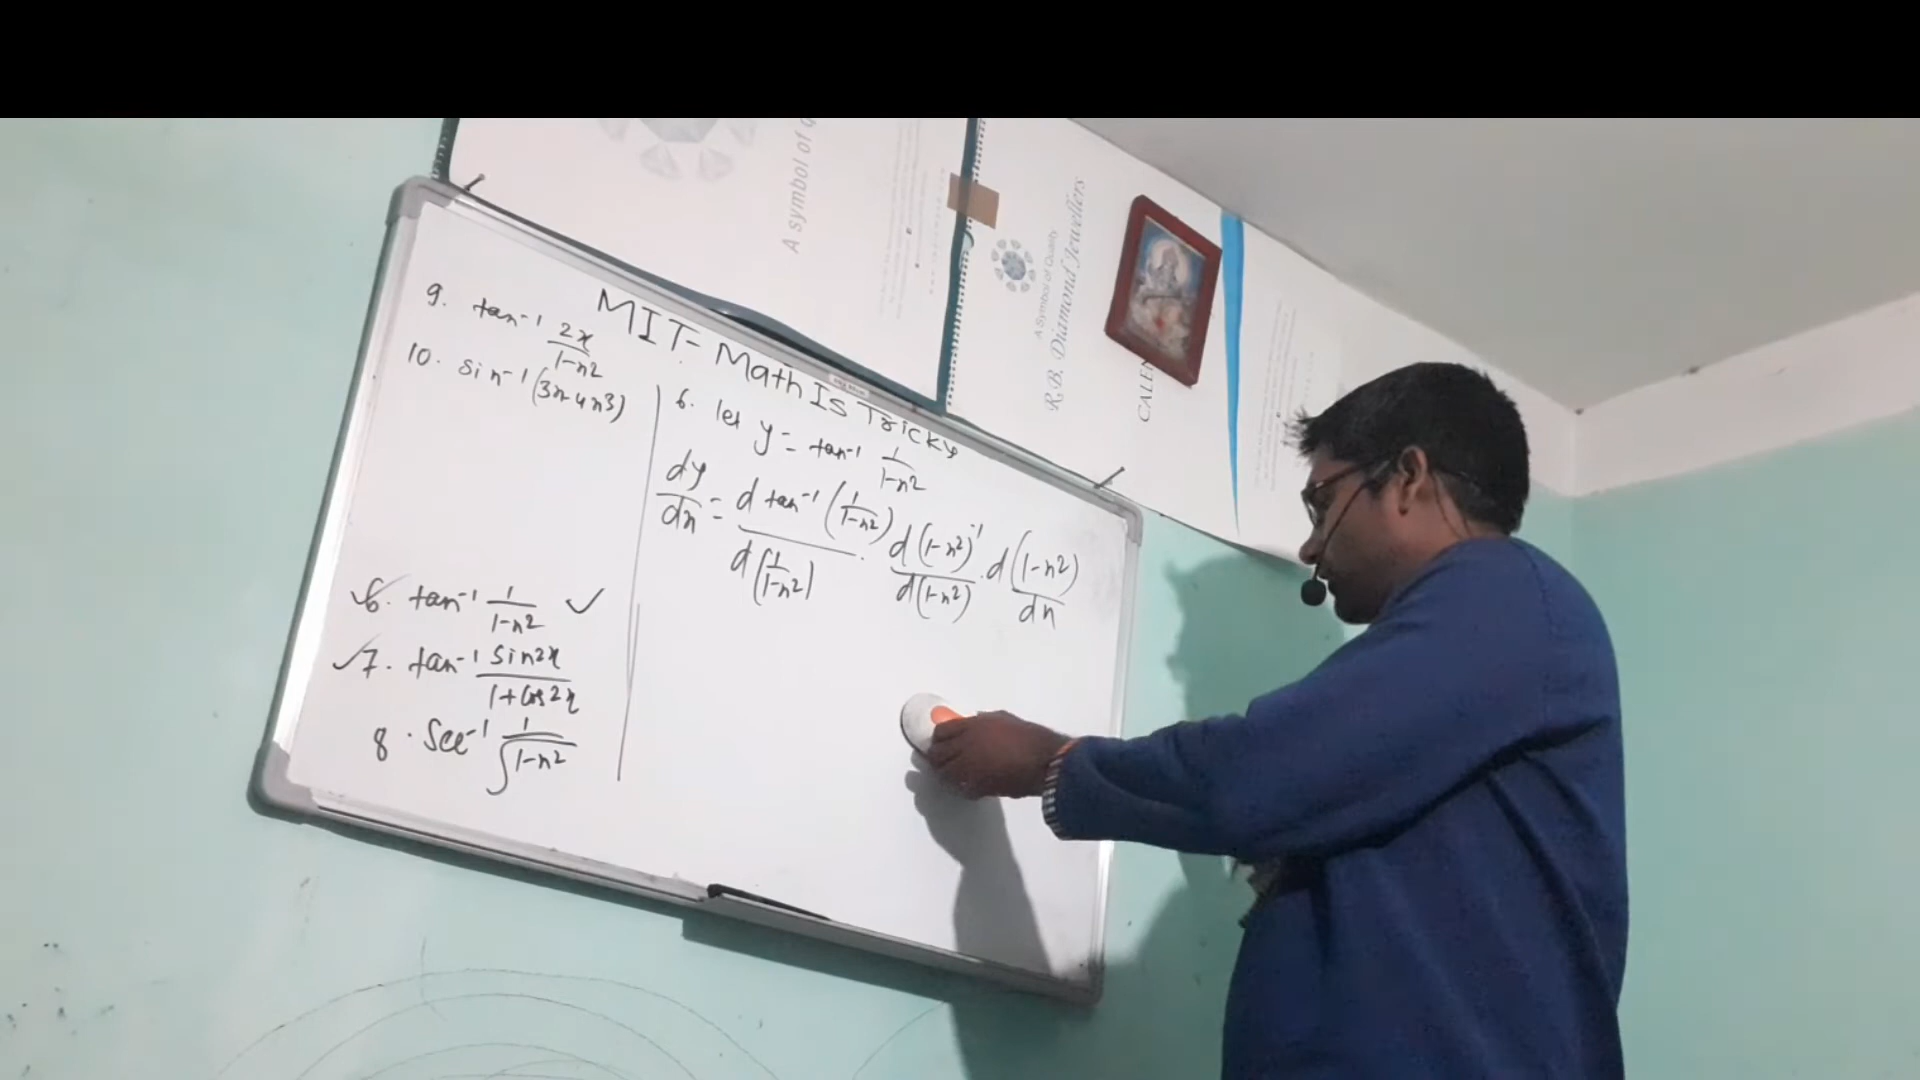 A symbol of
A Symbol of Quality
R.B. Diamond Jewellers
CALEN
MIT- Math Is Tricky
9. tan⁻¹ 2x/1-x²
10. sin⁻¹(3x-4x³)
6. tan⁻¹ 1/1-x² ✓
✓7. tan⁻¹ sin2x/1+cos2x
8. Sec⁻¹ 1/√1-x²
6. let y = tan⁻¹ 1/1-x²
dy/dx = d tan⁻¹(1/1-x²)/d(1/1-x²) · d(1-x²)⁻¹/d(1-x²) · d(1-x²)/dx